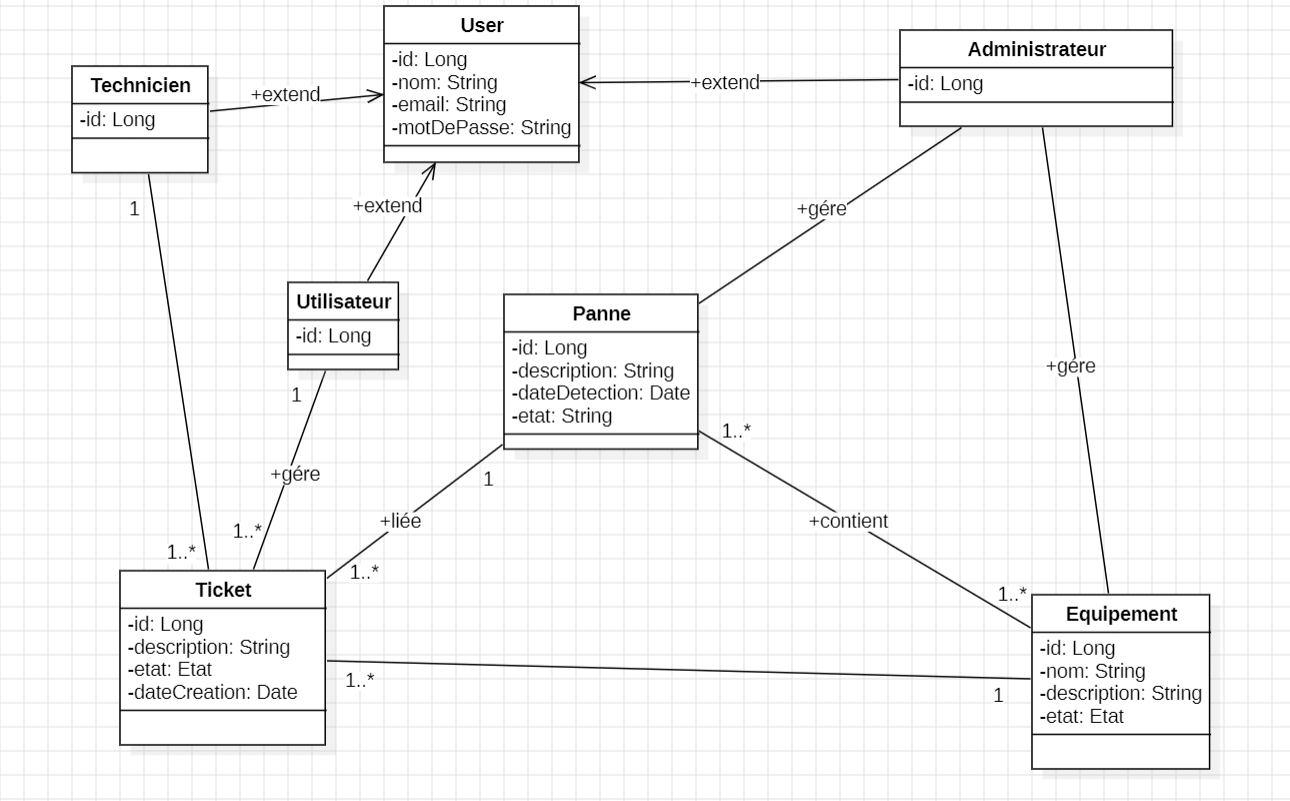 User
-id: Long
-nom: String
-email: String
-motDePasse: String
Administrateur
-id: Long
Technicien
-id: Long
+extend
+extend
+extend
1
+gére
Utilisateur
-id: Long
1
Panne
-id: Long
-description: String
-dateDetection: Date
-etat: String
+gére
1..*
1
+gére
+liée
+contient
1..*
1..*
1..*
1..*
Ticket
-id: Long
-description: String
-etat: Etat
-dateCreation: Date
Equipement
-id: Long
-nom: String
-description: String
-etat: Etat
1..*
1